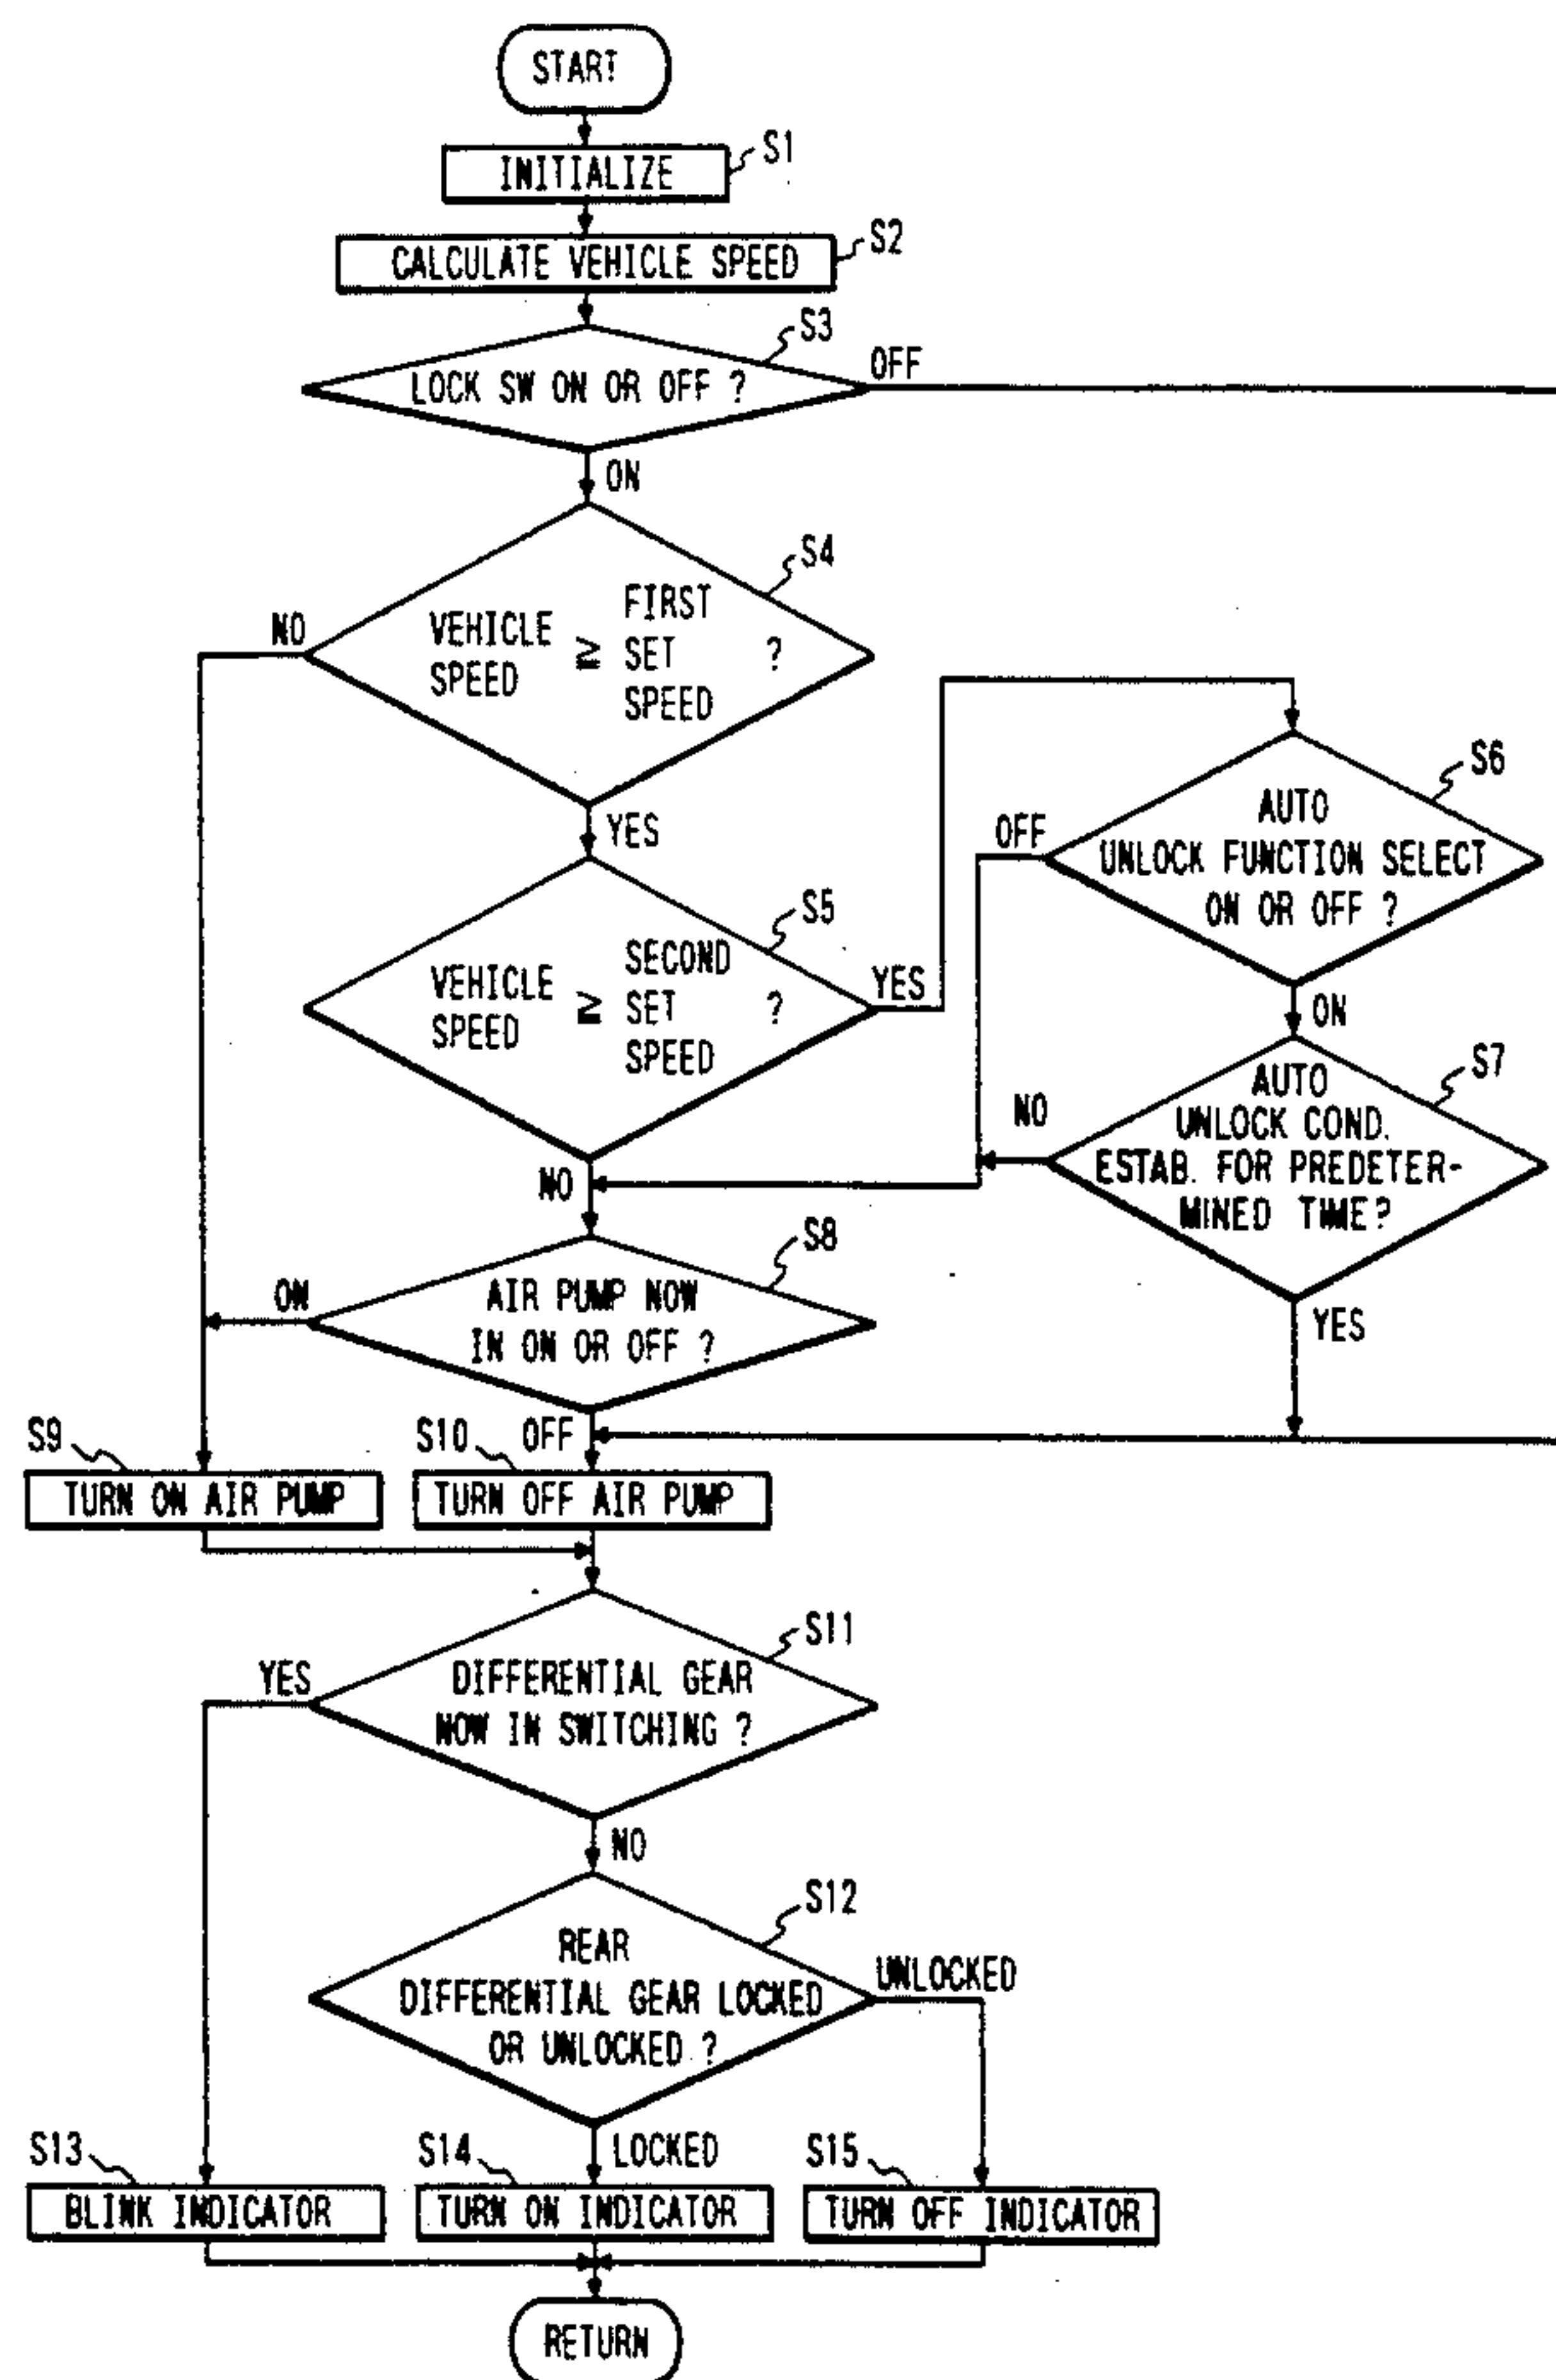 START
S1
INITIALIZE
S2
CALCULATE VEHICLE SPEED
S3
LOCK SW ON OR OFF ?
OFF
ON
S4
NO
VEHICLE
SPEED
≧
FIRST
SET
SPEED
?
YES
S5
VEHICLE
SPEED
≧
SECOND
SET
SPEED
?
YES
S6
AUTO
UNLOCK FUNCTION SELECT
ON OR OFF ?
OFF
ON
S7
AUTO
UNLOCK COND.
ESTAB. FOR PREDETER-
MINED TIME?
NO
YES
NO
S8
AIR PUMP NOW
IN ON OR OFF ?
ON
OFF
S9
TURN ON AIR PUMP
S10
TURN OFF AIR PUMP
S11
DIFFERENTIAL GEAR
NOW IN SWITCHING ?
YES
NO
S12
REAR
DIFFERENTIAL GEAR LOCKED
OR UNLOCKED ?
UNLOCKED
LOCKED
S13
BLINK INDICATOR
S14
TURN ON INDICATOR
S15
TURN OFF INDICATOR
RETURN